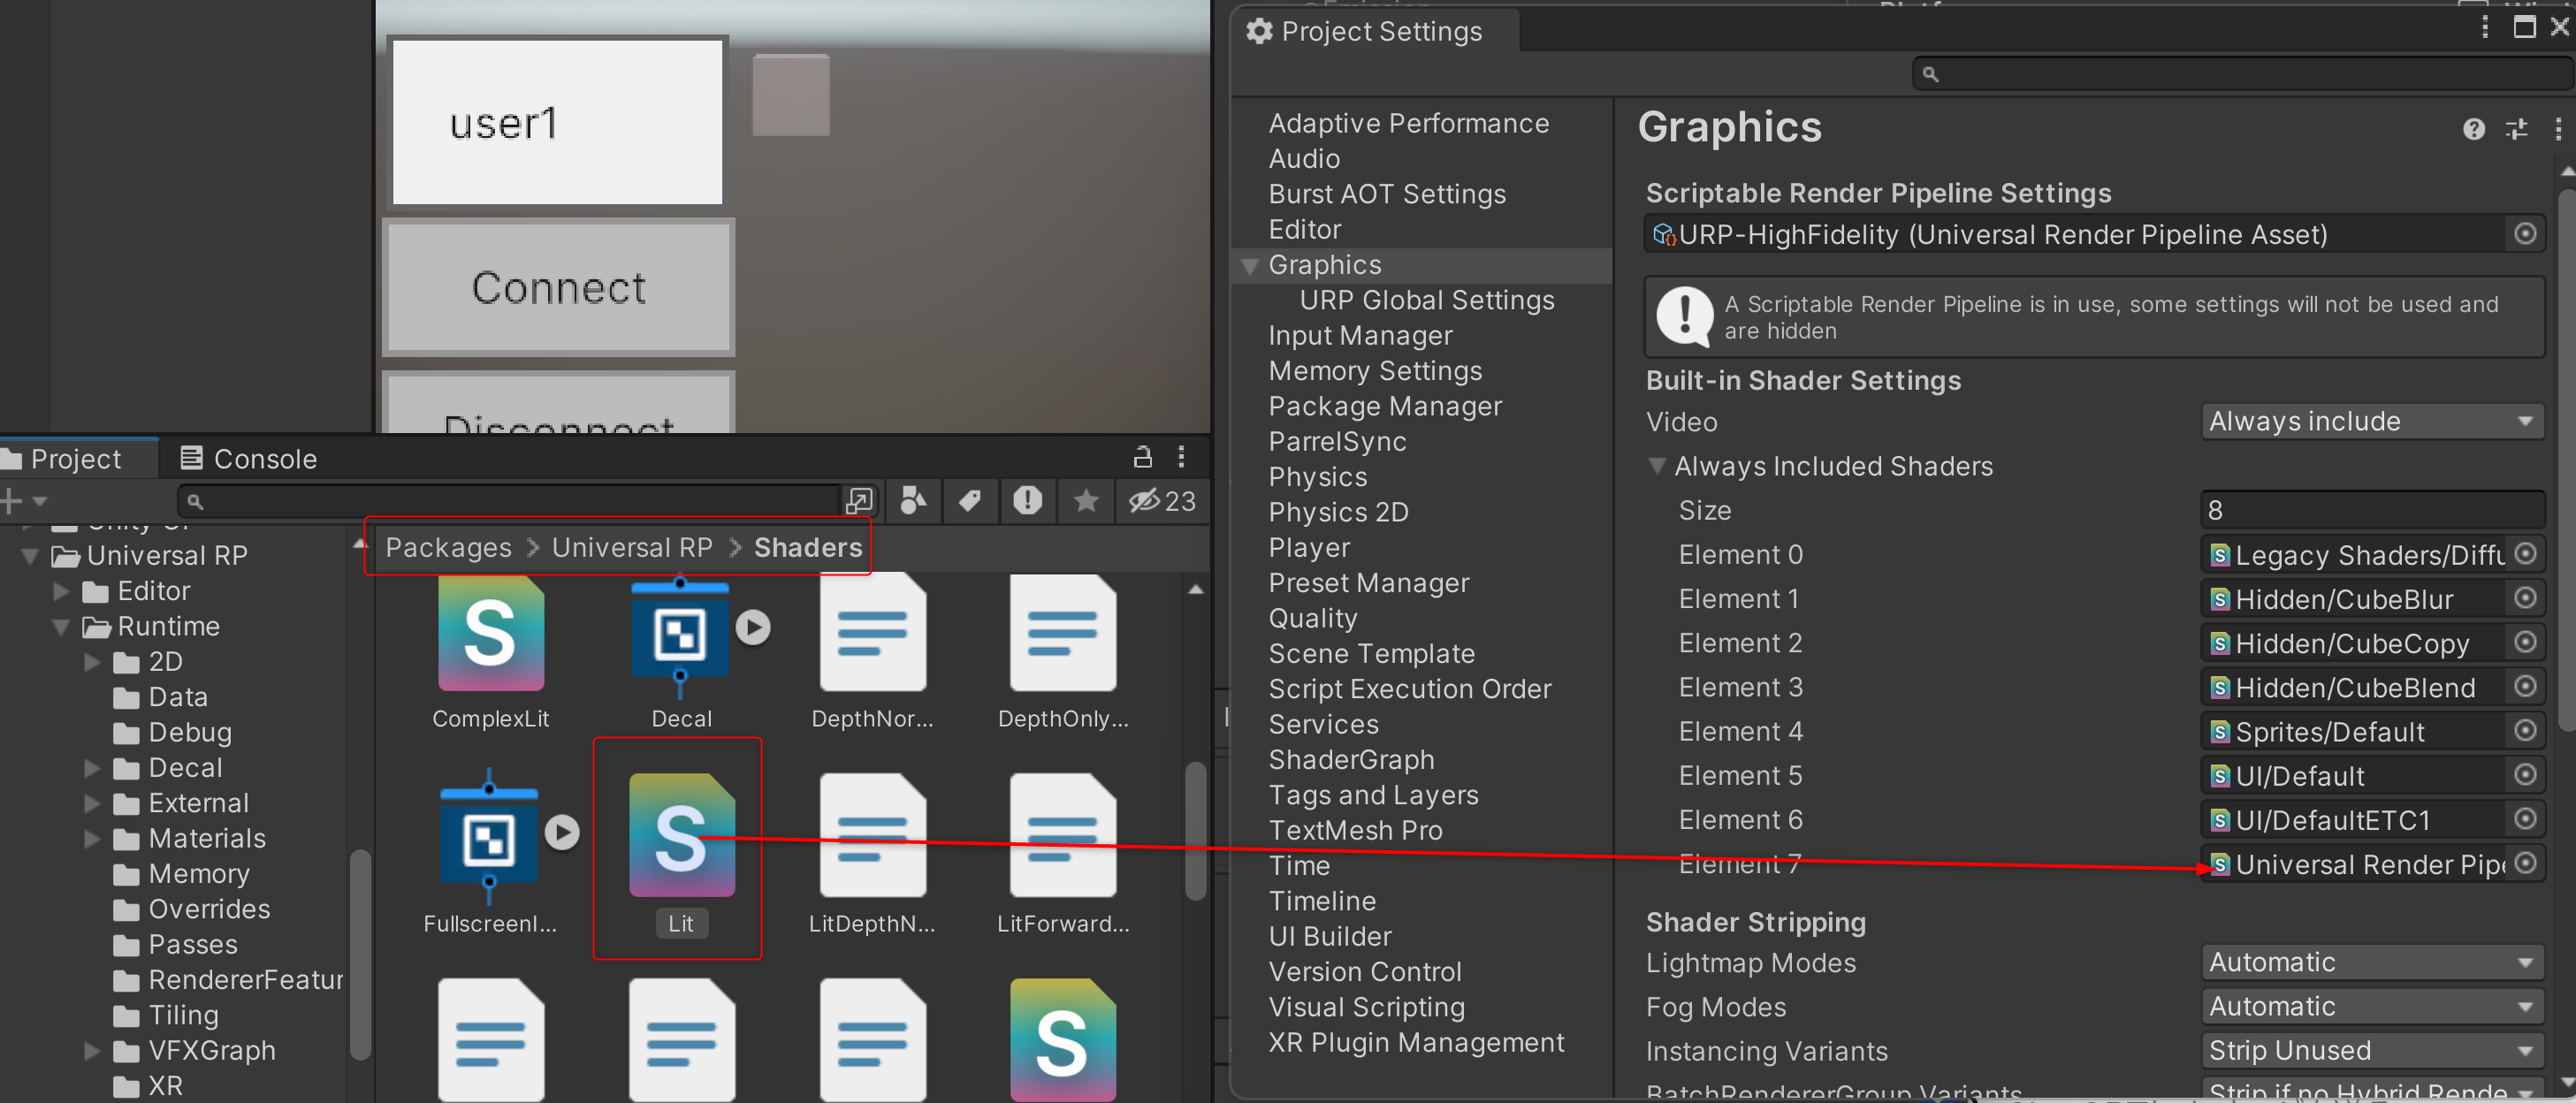 user1
Connect
Disconnect
Project
Console
23
Universal RP
Editor
Runtime
2D
Data
Debug
Decal
External
Materials
Memory
Overrides
Passes
RendererFeatur
Tiling
VFXGraph
XR
Packages > Universal RP > Shaders
ComplexLit
Decal
DepthNor...
DepthOnly...
FullscreenI...
Lit
LitDepthN...
LitForward...
Project Settings
Adaptive Performance
Audio
Burst AOT Settings
Editor
Graphics
URP Global Settings
Input Manager
Memory Settings
Package Manager
ParrelSync
Physics
Physics 2D
Player
Preset Manager
Quality
Scene Template
Script Execution Order
Services
ShaderGraph
Tags and Layers
TextMesh Pro
Time
Timeline
UI Builder
Version Control
Visual Scripting
XR Plugin Management
Graphics
Scriptable Render Pipeline Settings
URP-HighFidelity (Universal Render Pipeline Asset)
A Scriptable Render Pipeline is in use, some settings will not be used and
are hidden
Built-in Shader Settings
Video Always include
Always Included Shaders
Size 8
Element 0 Legacy Shaders/Diffu
Element 1 Hidden/CubeBlur
Element 2 Hidden/CubeCopy
Element 3 Hidden/CubeBlend
Element 4 Sprites/Default
Element 5 UI/Default
Element 6 UI/DefaultETC1
Element 7 Universal Render Pipe
Shader Stripping
Lightmap Modes Automatic
Fog Modes Automatic
Instancing Variants Strip Unused
BatchRendererGroup Variants Strip if no Hybrid Rende